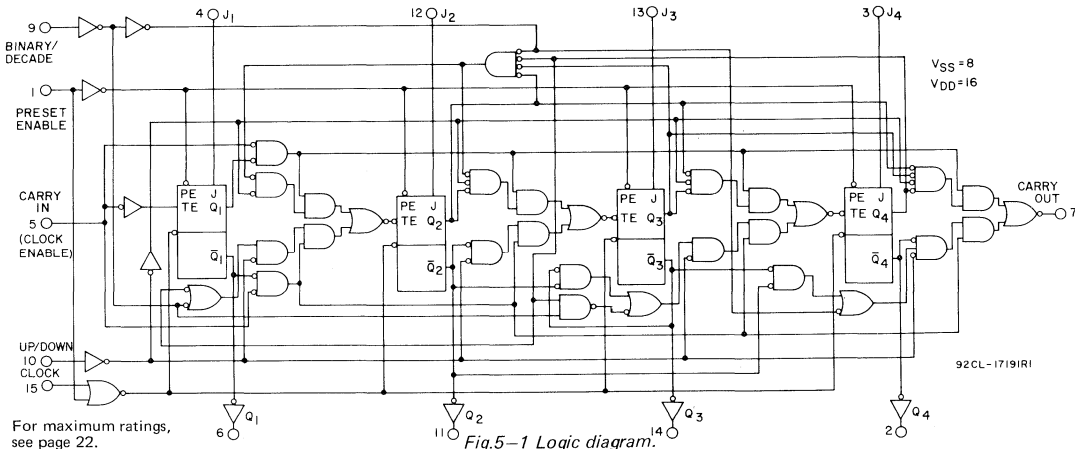 4 J1
12 J2
13 J3
3 J4
9
BINARY/
DECADE
VSS=8
VDD=16
1
PRESET
ENABLE
PE J
TE Q1
Q̅1
PE J
TE Q2
Q̅2
PE J
TE Q3
Q̅3
PE J
TE Q4
Q̅4
CARRY
IN
5
(CLOCK
ENABLE)
CARRY
OUT
7
UP/DOWN
10
CLOCK
15
92CL-17191R1
Q1
6
Q2
11
Q3
14
Q4
2
For maximum ratings,
see page 22.
Fig.5–1 Logic diagram.